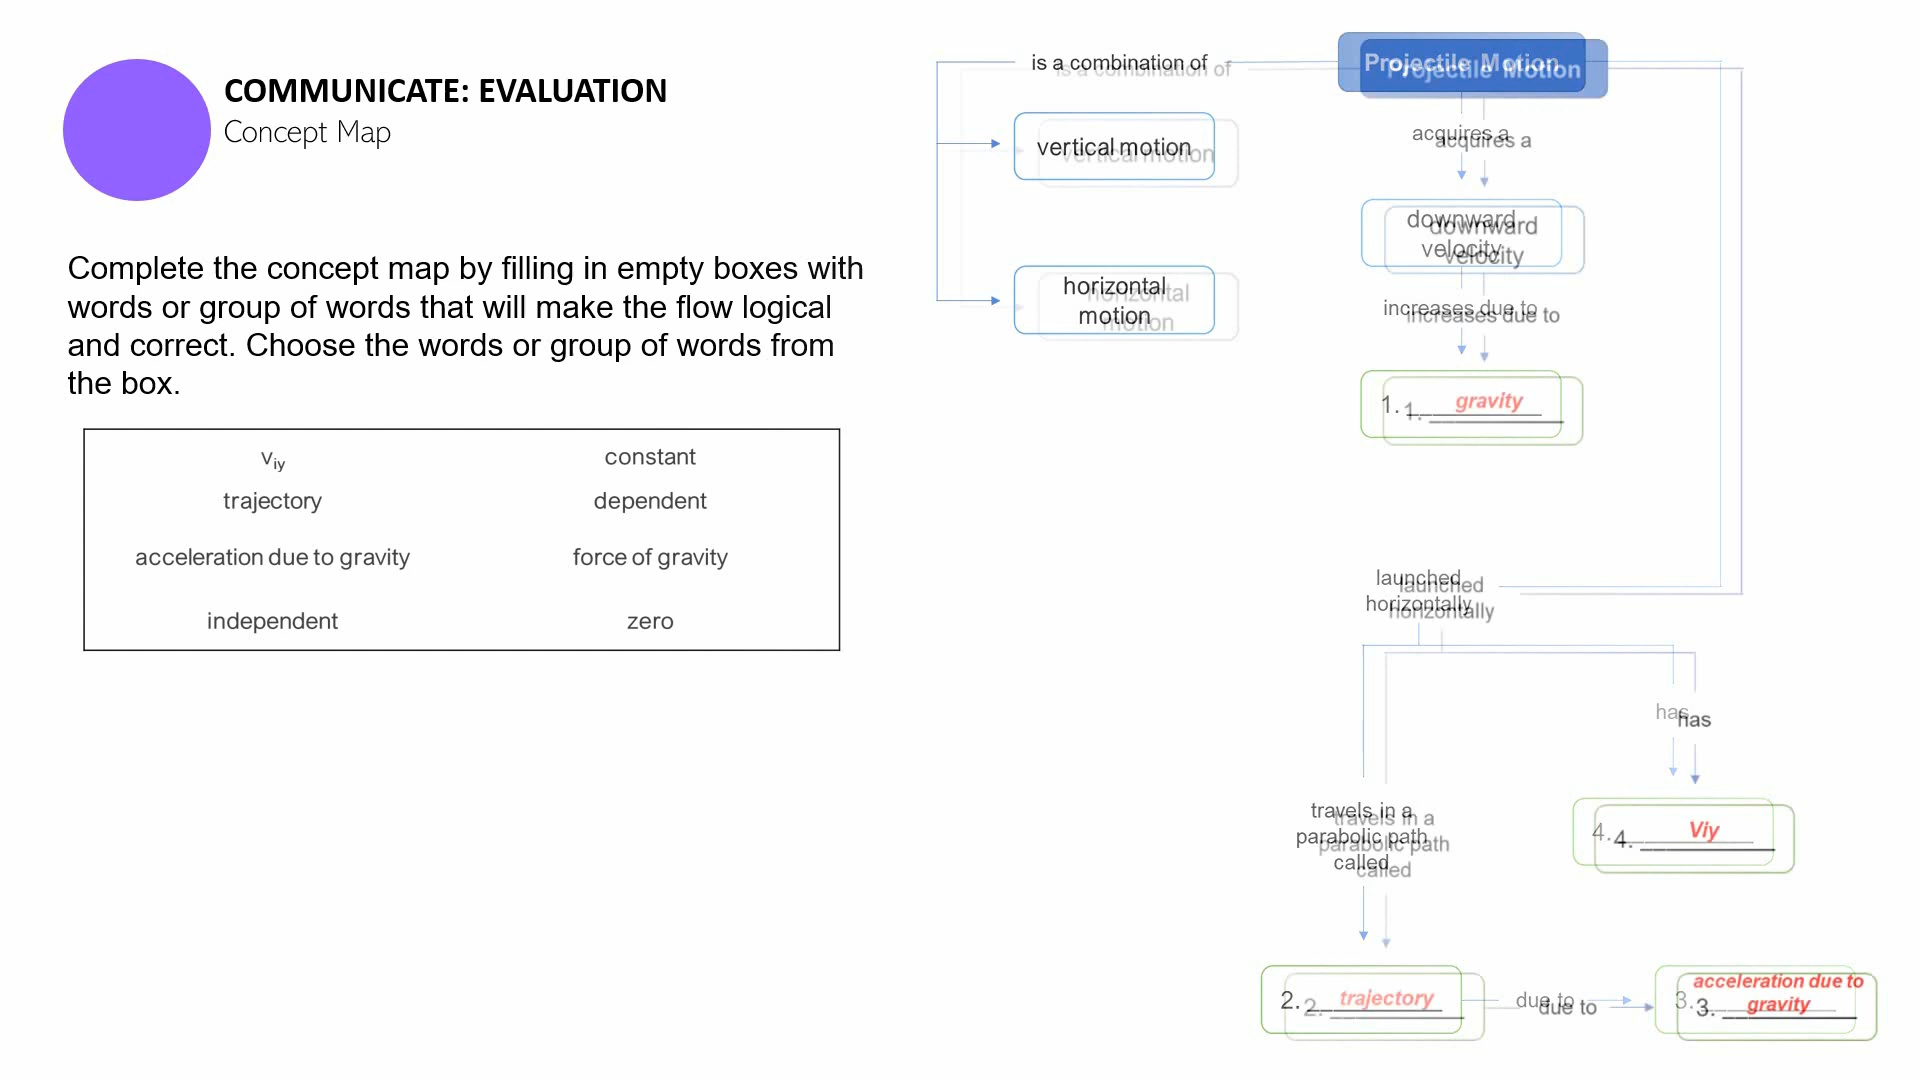 COMMUNICATE: EVALUATION
Concept Map
Complete the concept map by filling in empty boxes with
words or group of words that will make the flow logical
and correct. Choose the words or group of words from
the box.
viy
constant
trajectory
dependent
acceleration due to gravity
force of gravity
independent
zero
is a combination of
Projectile Motion
vertical motion
horizontal
motion
acquires a
downward
velocity
increases due to
1. gravity
launched
horizontally
has
4. Viy
travels in a
parabolic path
called
2. trajectory
due to
3. acceleration due to
gravity